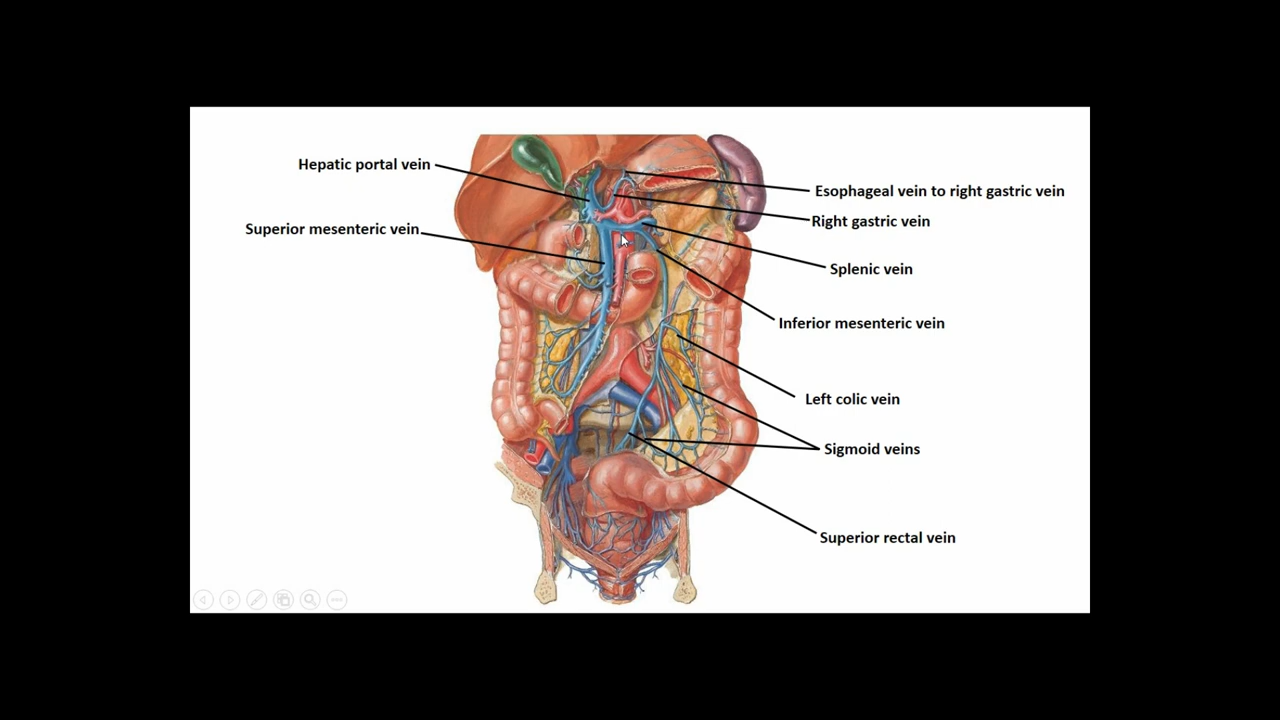 Hepatic portal vein
Superior mesenteric vein
Esophageal vein to right gastric vein
Right gastric vein
Splenic vein
Inferior mesenteric vein
Left colic vein
Sigmoid veins
Superior rectal vein